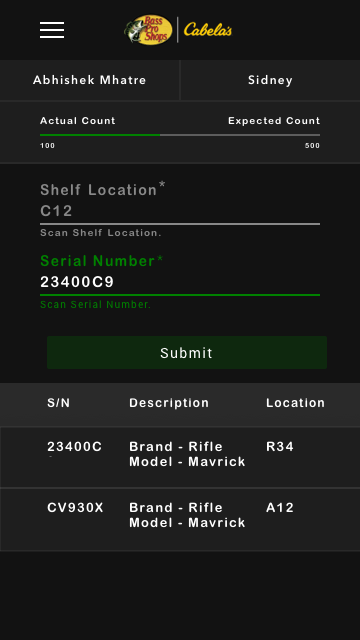 Bass Pro Shops Cabela's
Abhishek Mhatre Sidney
Actual Count Expected Count
100 500
Shelf Location*
C12
Scan Shelf Location.
Serial Number*
23400C9
Scan Serial Number.
Submit
S/N Description Location
23400C Brand - Rifle R34
Model - Mavrick
CV930X Brand - Rifle A12
Model - Mavrick